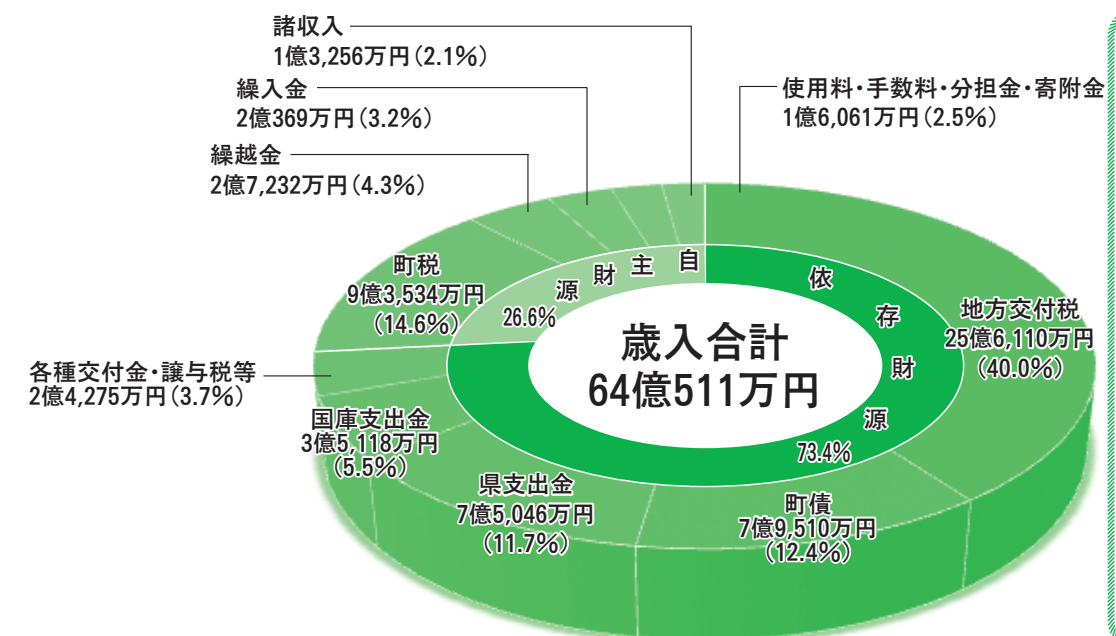 諸収入
1億3,256万円(2.1%)
繰入金
2億369万円(3.2%)
繰越金
2億7,232万円(4.3%)
使用料・手数料・分担金・寄附金
1億6,061万円(2.5%)
町税
9億3,534万円
(14.6%)
自主財源
26.6%
依存財源
73.4%
歳入合計
64億511万円
地方交付税
25億6,110万円
(40.0%)
各種交付金・譲与税等
2億4,275万円(3.7%)
国庫支出金
3億5,118万円
(5.5%)
県支出金
7億5,046万円
(11.7%)
町債
7億9,510万円
(12.4%)